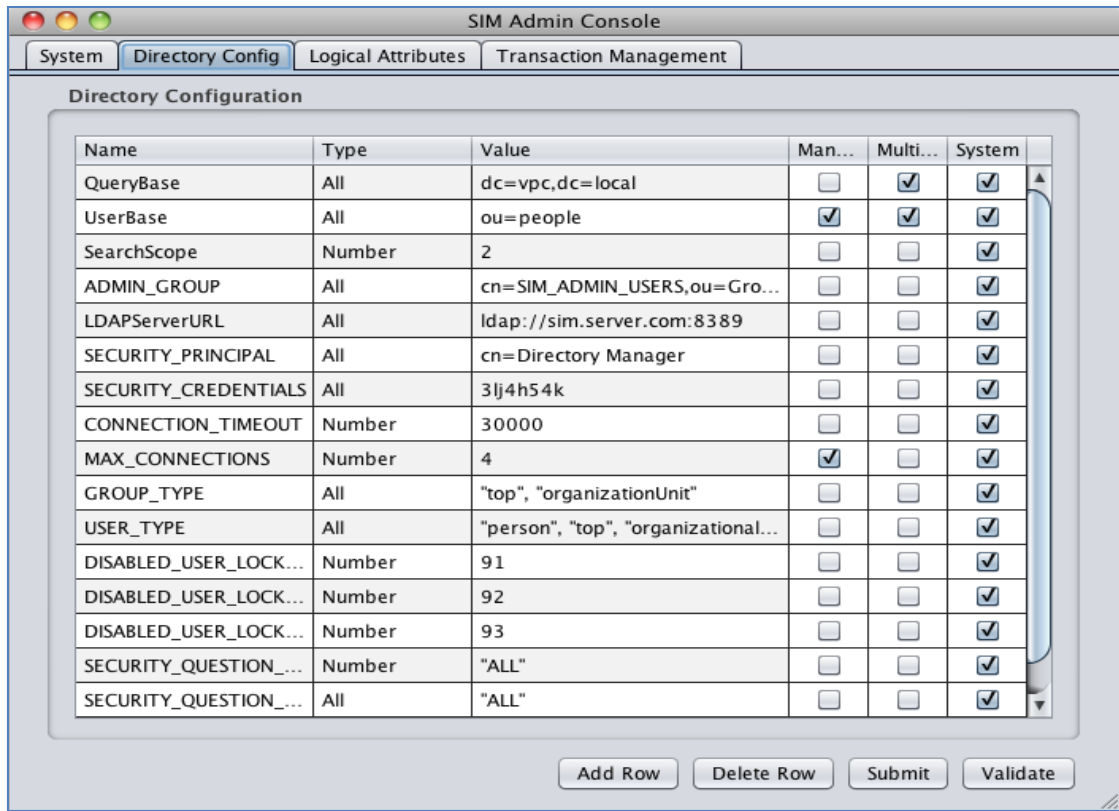 SIM Admin Console
System Directory Config Logical Attributes Transaction Management
Directory Configuration
Name Type Value Man... Multi... System
QueryBase All dc=vpc,dc=local
UserBase All ou=people
SearchScope Number 2
ADMIN_GROUP All cn=SIM_ADMIN_USERS,ou=Gro...
LDAPServerURL All ldap://sim.server.com:8389
SECURITY_PRINCIPAL All cn=Directory Manager
SECURITY_CREDENTIALS All 3lj4h54k
CONNECTION_TIMEOUT Number 30000
MAX_CONNECTIONS Number 4
GROUP_TYPE All "top", "organizationUnit"
USER_TYPE All "person", "top", "organizational...
DISABLED_USER_LOCK... Number 91
DISABLED_USER_LOCK... Number 92
DISABLED_USER_LOCK... Number 93
SECURITY_QUESTION_... Number "ALL"
SECURITY_QUESTION_... All "ALL"
Add Row Delete Row Submit Validate